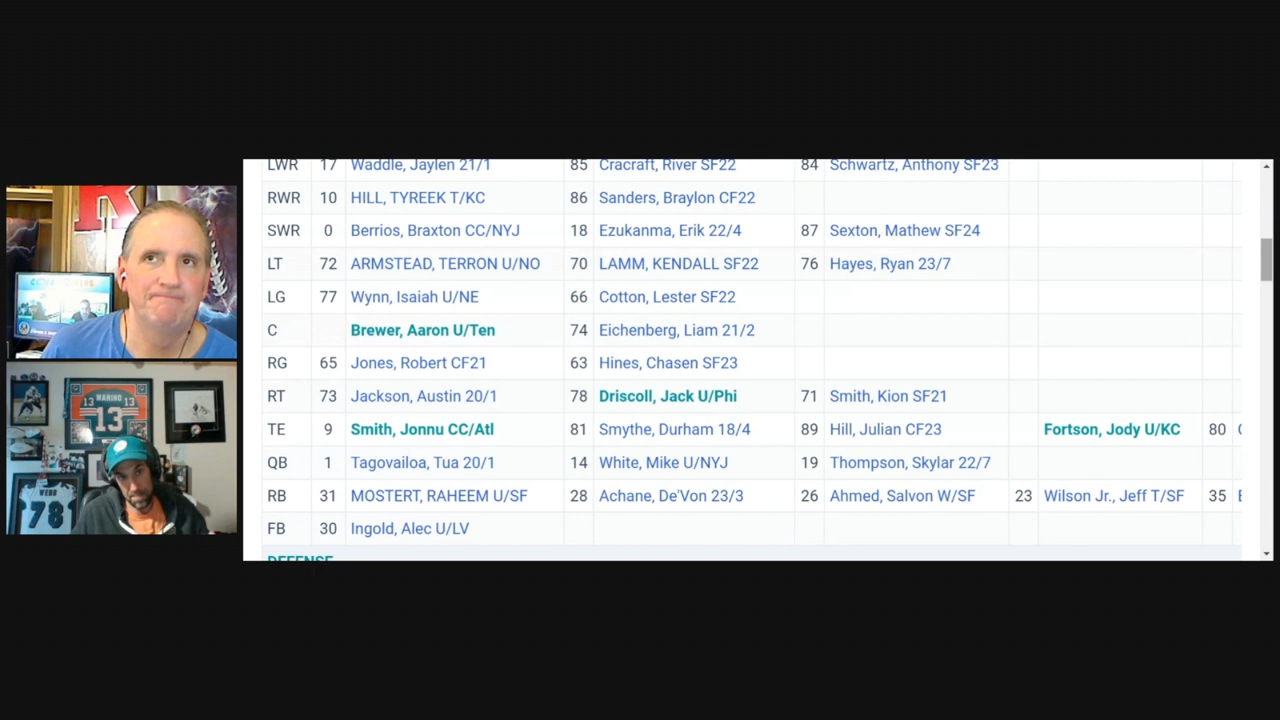 LWR 17 Waddle, Jaylen 21/1 85 Cracraft, River SF22 84 Schwartz, Anthony SF23
RWR 10 HILL, TYREEK T/KC 86 Sanders, Braylon CF22
SWR 0 Berrios, Braxton CC/NYJ 18 Ezukanma, Erik 22/4 87 Sexton, Mathew SF24
LT 72 ARMSTEAD, TERRON U/NO 70 LAMM, KENDALL SF22 76 Hayes, Ryan 23/7
LG 77 Wynn, Isaiah U/NE 66 Cotton, Lester SF22
C Brewer, Aaron U/Ten 74 Eichenberg, Liam 21/2
RG 65 Jones, Robert CF21 63 Hines, Chasen SF23
RT 73 Jackson, Austin 20/1 78 Driscoll, Jack U/Phi 71 Smith, Kion SF21
TE 9 Smith, Jonnu CC/Atl 81 Smythe, Durham 18/4 89 Hill, Julian CF23 Fortson, Jody U/KC 80
QB 1 Tagovailoa, Tua 20/1 14 White, Mike U/NYJ 19 Thompson, Skylar 22/7
RB 31 MOSTERT, RAHEEM U/SF 28 Achane, De'Von 23/3 26 Ahmed, Salvon W/SF 23 Wilson Jr., Jeff T/SF 35
FB 30 Ingold, Alec U/LV
DEFENSE
R
MARINO
13 13
13
WEBB
78